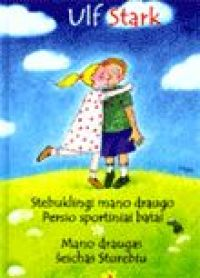 Ulf Stark
Stebuklingi mano draugo
Persio sportiniai batai
Mano draugas
šeichas Sturebiu